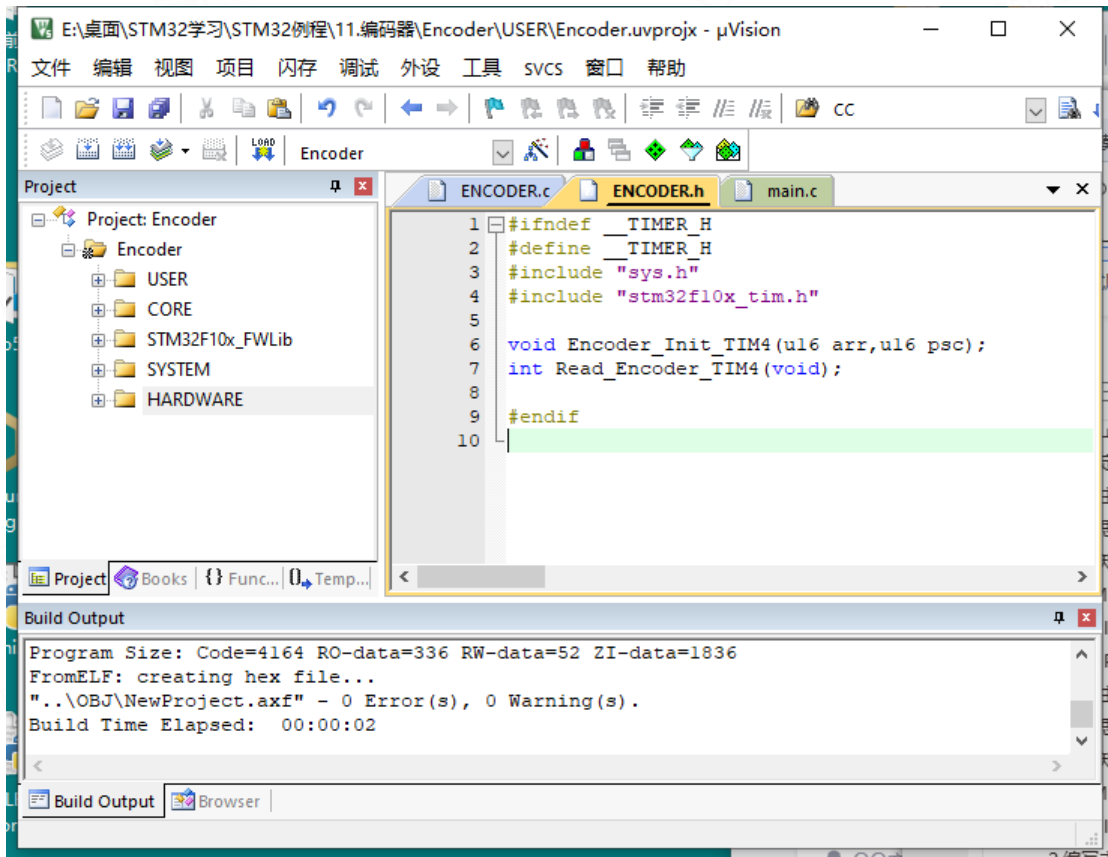 E:\桌面\STM32学习\STM32例程\11.编码器\Encoder\USER\Encoder.uvprojx - µVision
文件 编辑 视图 项目 闪存 调试 外设 工具 SVCS 窗口 帮助
CC
LOAD
Encoder
Project
ENCODER.c ENCODER.h main.c
Project: Encoder
Encoder
USER
CORE
STM32F10x_FWLib
SYSTEM
HARDWARE
1 #ifndef __TIMER_H
2 #define __TIMER_H
3 #include "sys.h"
4 #include "stm32f10x_tim.h"
5
6 void Encoder_Init_TIM4(u16 arr,u16 psc);
7 int Read_Encoder_TIM4(void);
8
9 #endif
10
Project Books {} Func... 0 Temp...
Build Output
Program Size: Code=4164 RO-data=336 RW-data=52 ZI-data=1836
FromELF: creating hex file...
"..\OBJ\NewProject.axf" - 0 Error(s), 0 Warning(s).
Build Time Elapsed:  00:00:02
Build Output Browser